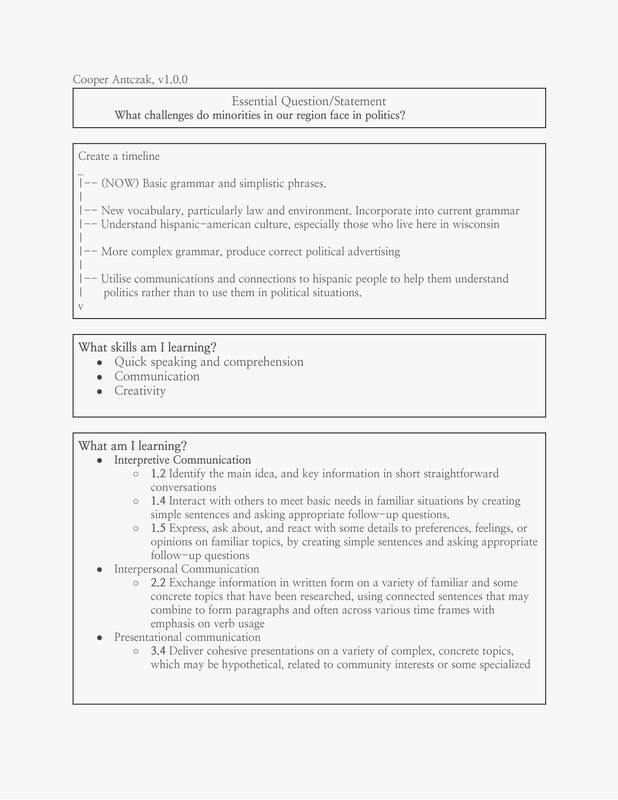 Cooper Antczak, v1.0.0
Essential Question/Statement
What challenges do minorities in our region face in politics?
Create a timeline
_
|-- (NOW) Basic grammar and simplistic phrases.
|
|-- New vocabulary, particularly law and environment. Incorporate into current grammar
|-- Understand hispanic-american culture, especially those who live here in wisconsin
|
|-- More complex grammar, produce correct political advertising
|
|-- Utilise communications and connections to hispanic people to help them understand
| politics rather than to use them in political situations.
v
What skills am I learning?
● Quick speaking and comprehension
● Communication
● Creativity
What am I learning?
● Interpretive Communication
○ 1.2 Identify the main idea, and key information in short straightforward
conversations
○ 1.4 Interact with others to meet basic needs in familiar situations by creating
simple sentences and asking appropriate follow-up questions.
○ 1.5 Express, ask about, and react with some details to preferences, feelings, or
opinions on familiar topics, by creating simple sentences and asking appropriate
follow-up questions
● Interpersonal Communication
○ 2.2 Exchange information in written form on a variety of familiar and some
concrete topics that have been researched, using connected sentences that may
combine to form paragraphs and often across various time frames with
emphasis on verb usage
● Presentational communication
○ 3.4 Deliver cohesive presentations on a variety of complex, concrete topics,
which may be hypothetical, related to community interests or some specialized